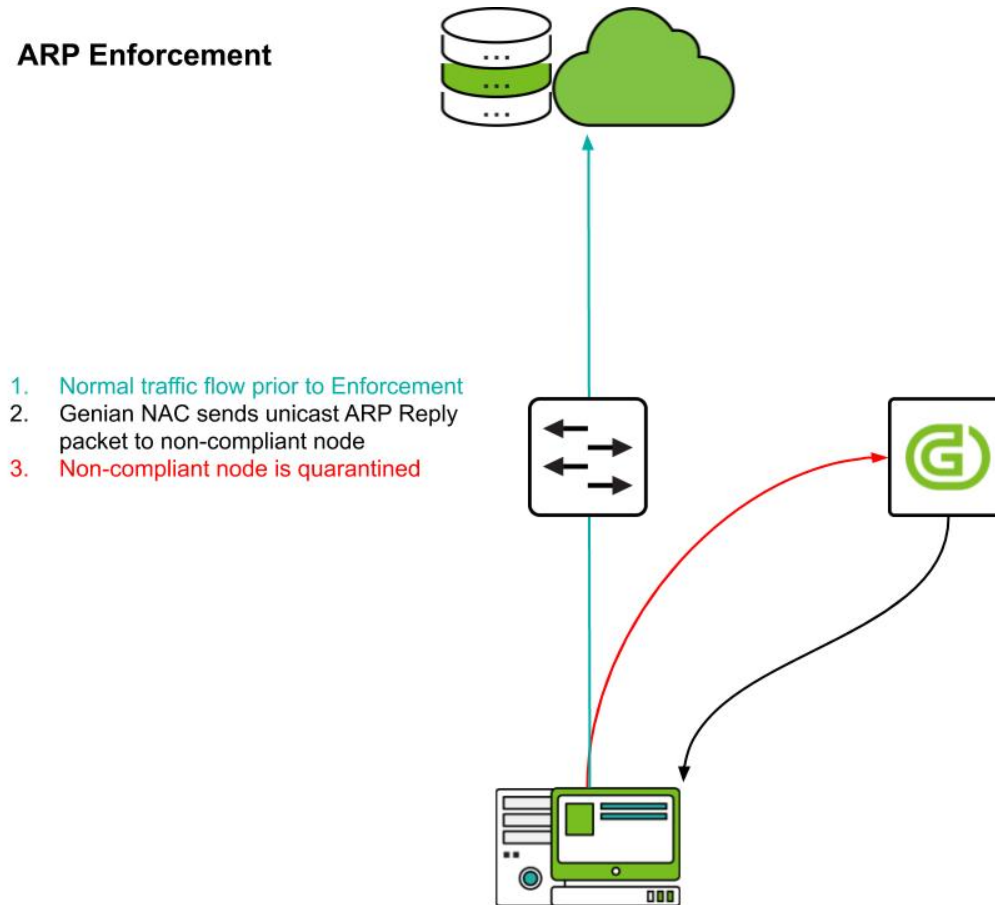 ARP Enforcement
1. Normal traffic flow prior to Enforcement
2. Genian NAC sends unicast ARP Reply
packet to non-compliant node
3. Non-compliant node is quarantined
G